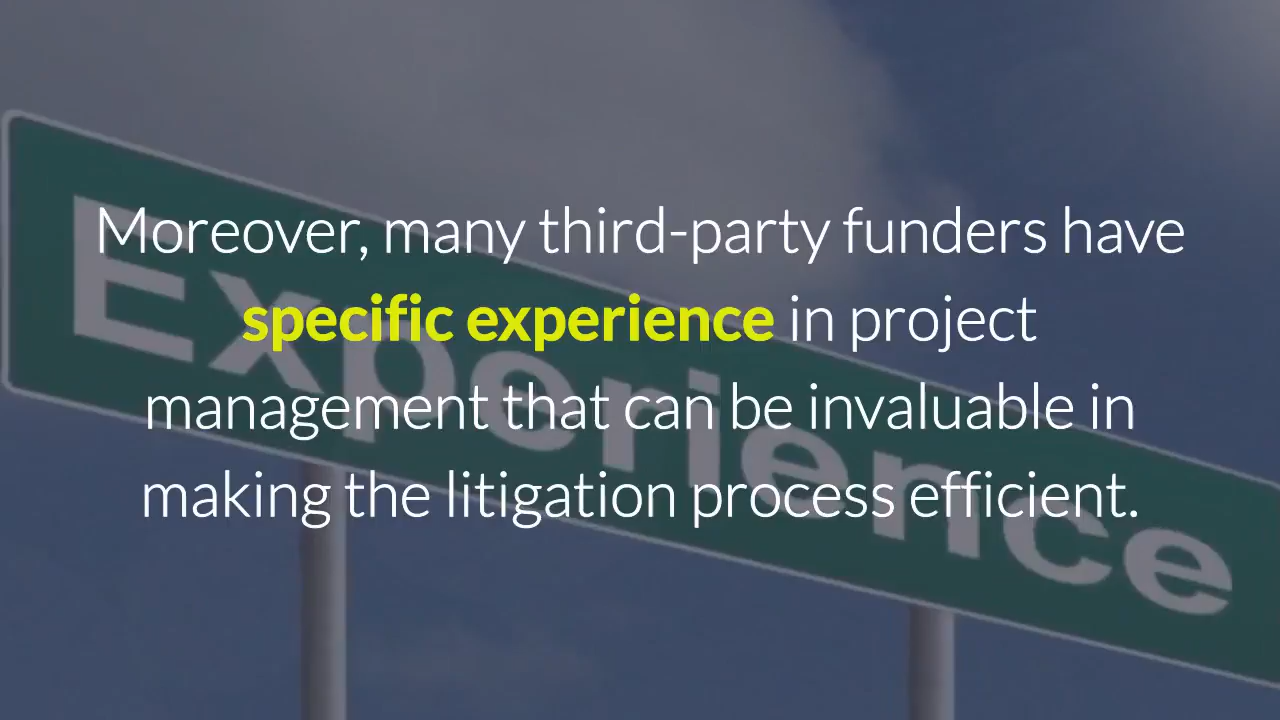 Moreover, many third-party funders have
specific experience in project
management that can be invaluable in
making the litigation process efficient.
Experience